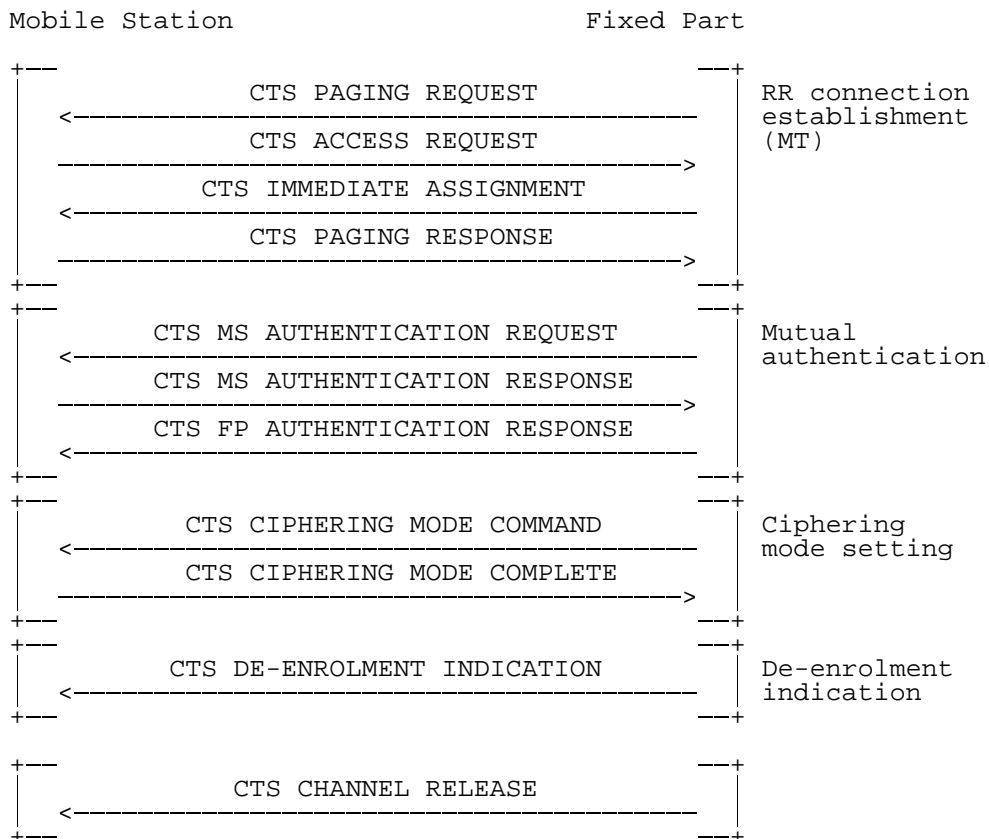 Mobile Station Fixed Part
CTS PAGING REQUEST
RR connection
establishment
(MT)
CTS ACCESS REQUEST
CTS IMMEDIATE ASSIGNMENT
CTS PAGING RESPONSE
CTS MS AUTHENTICATION REQUEST
Mutual
authentication
CTS MS AUTHENTICATION RESPONSE
CTS FP AUTHENTICATION RESPONSE
CTS CIPHERING MODE COMMAND
Ciphering
mode setting
CTS CIPHERING MODE COMPLETE
CTS DE-ENROLMENT INDICATION
De-enrolment
indication
CTS CHANNEL RELEASE